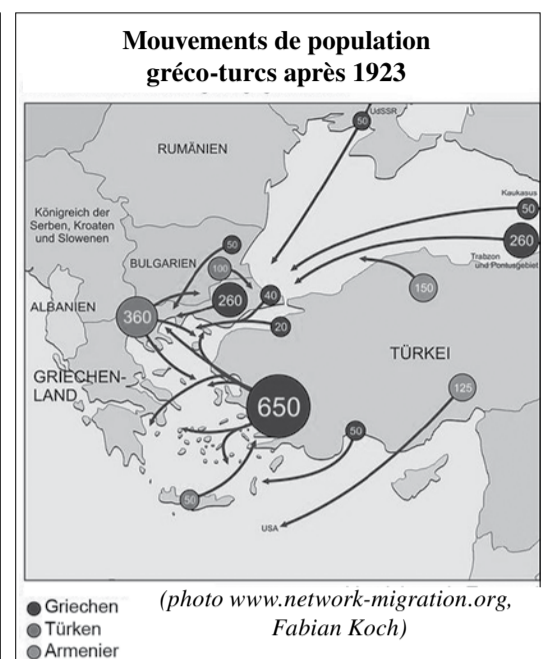 Mouvements de population
gréco-turcs après 1923
UdSSR
50
RUMÄNIEN
Kaukasus
50
Königreich der
Serben, Kroaten
und Slowenen
50
260
BULGARIEN
100
Trabzon
und Pontusgebiet
260
40
150
ALBANIEN
360
20
TÜRKEI
GRIECHEN-
LAND
125
650
50
50
USA
Griechen
Türken
Armenier
(photo www.network-migration.org,
Fabian Koch)